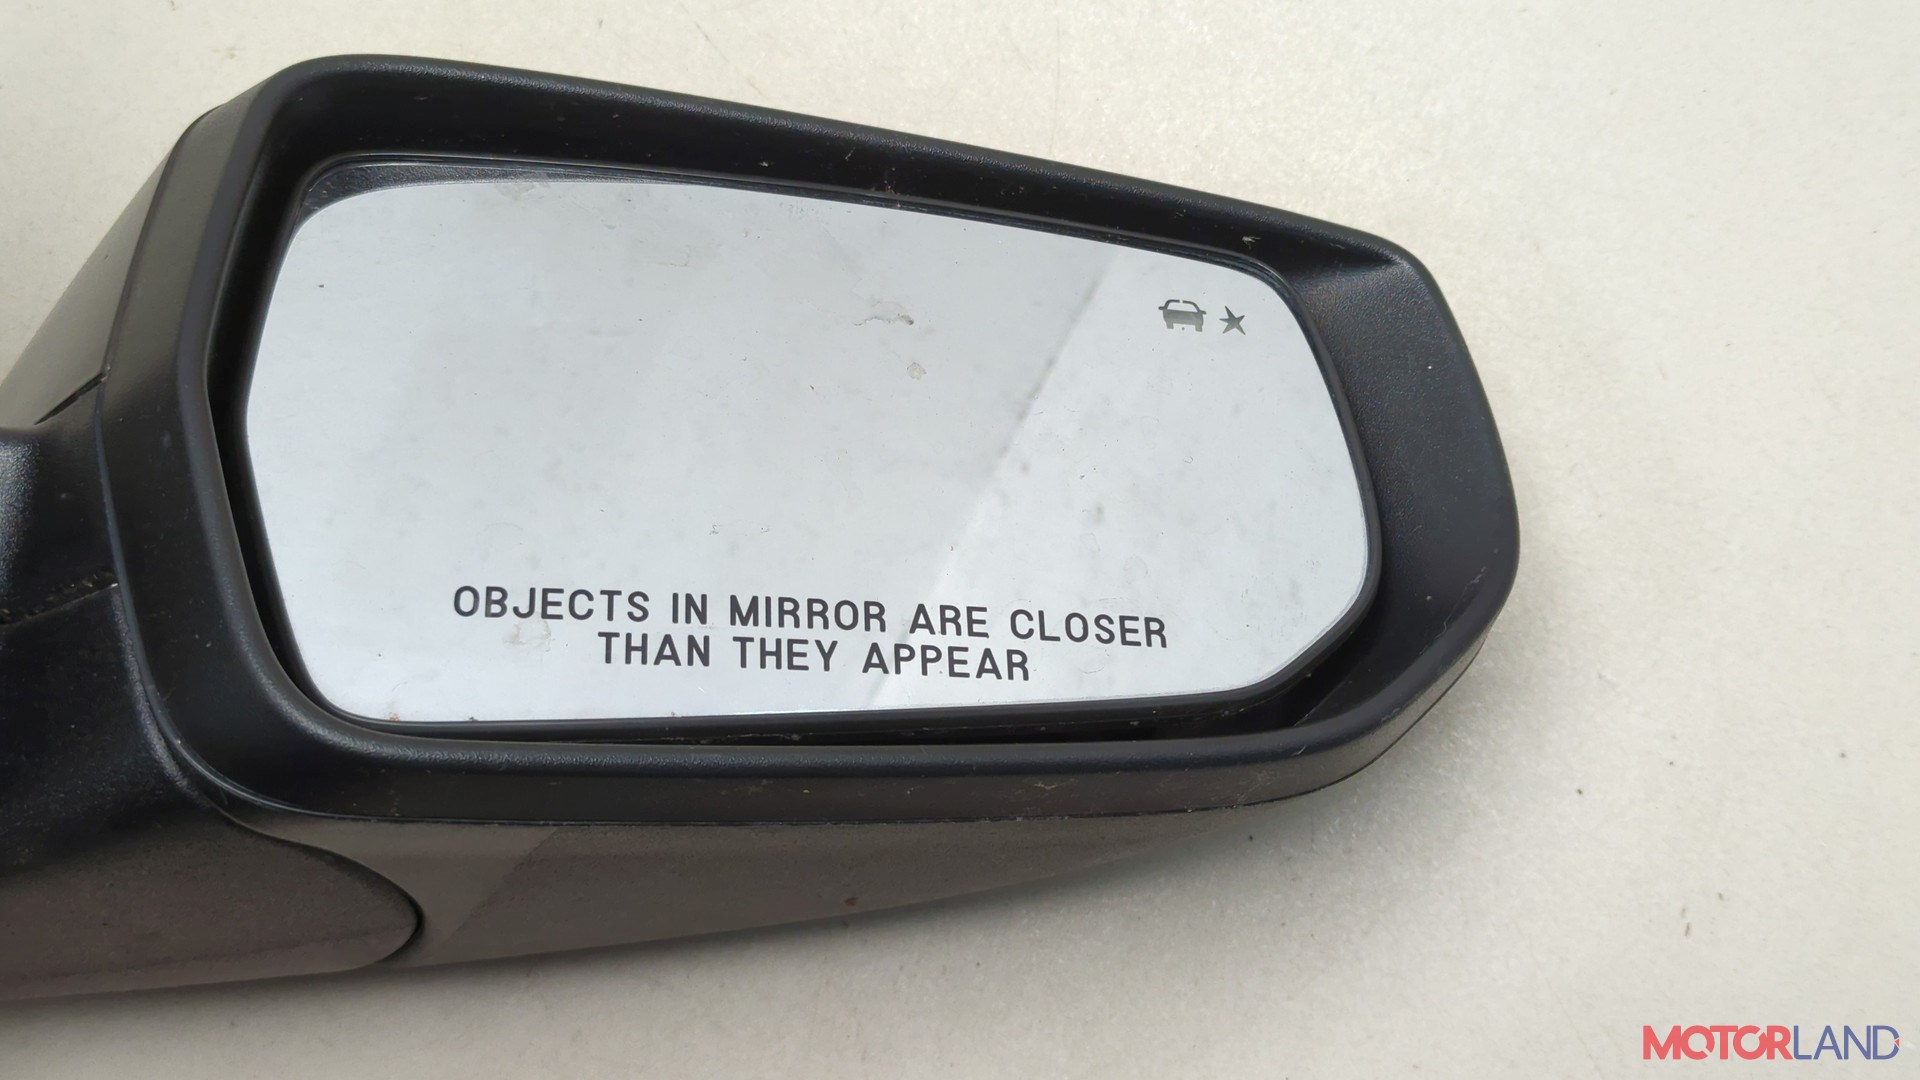 OBJECTS IN MIRROR ARE CLOSER
THAN THEY APPEAR
MOTORLAND